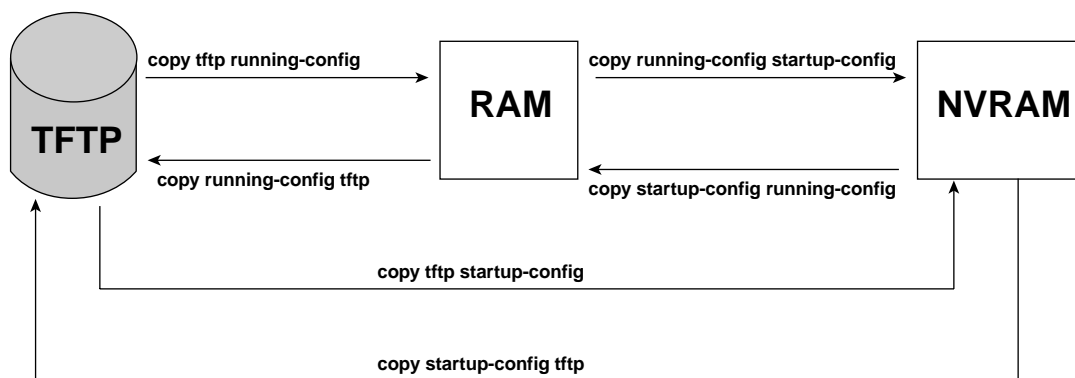 copy tftp running-config
copy running-config startup-config
TFTP
RAM
NVRAM
copy running-config tftp
copy startup-config running-config
copy tftp startup-config
copy startup-config tftp